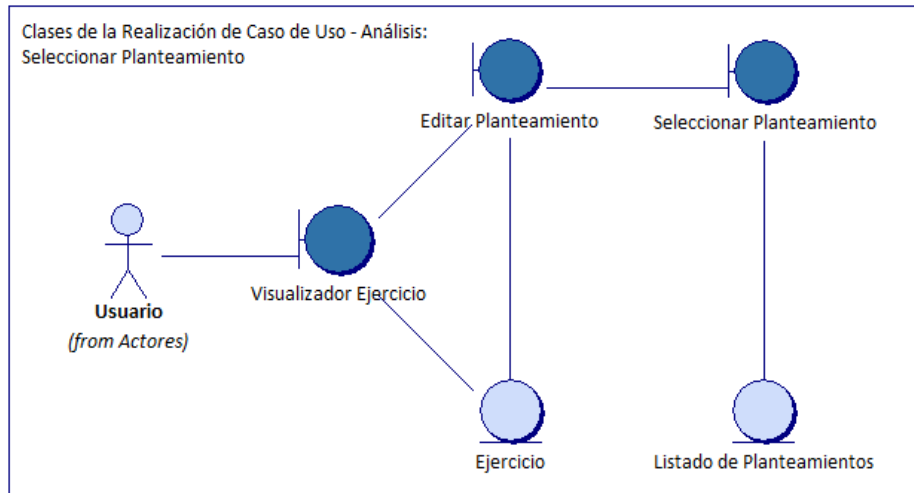 Clases de la Realización de Caso de Uso - Análisis:
Seleccionar Planteamiento
Editar Planteamiento
Seleccionar Planteamiento
Visualizador Ejercicio
Usuario
(from Actores)
Ejercicio
Listado de Planteamientos